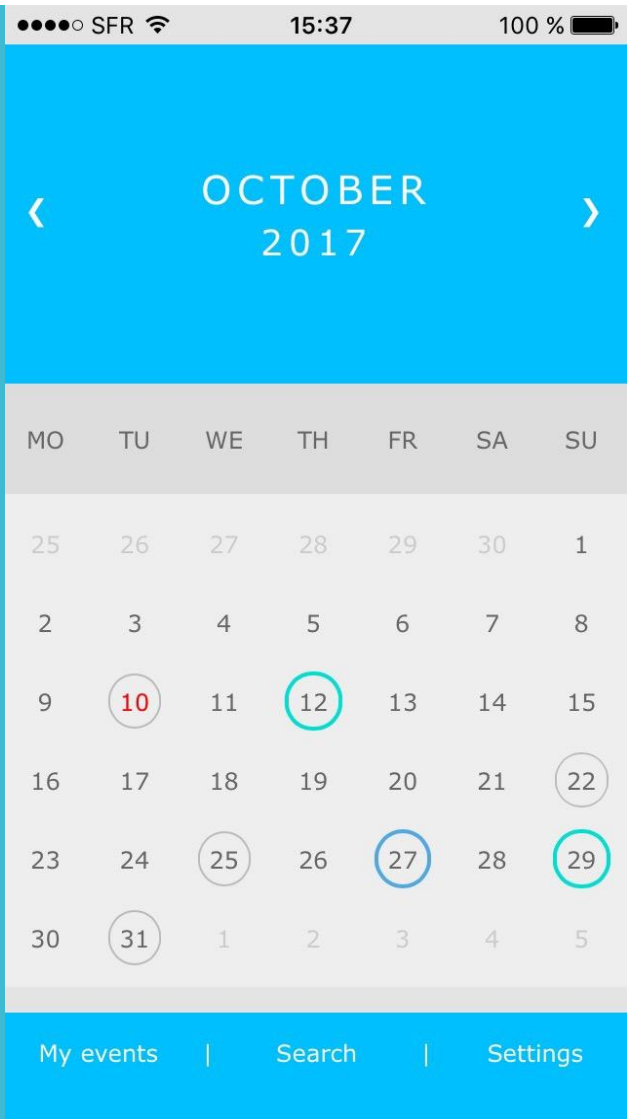 SFR 15:37 100 %
OCTOBER
2017
MO TU WE TH FR SA SU
25 26 27 28 29 30 1
2 3 4 5 6 7 8
9 10 11 12 13 14 15
16 17 18 19 20 21 22
23 24 25 26 27 28 29
30 31 1 2 3 4 5
My events | Search | Settings